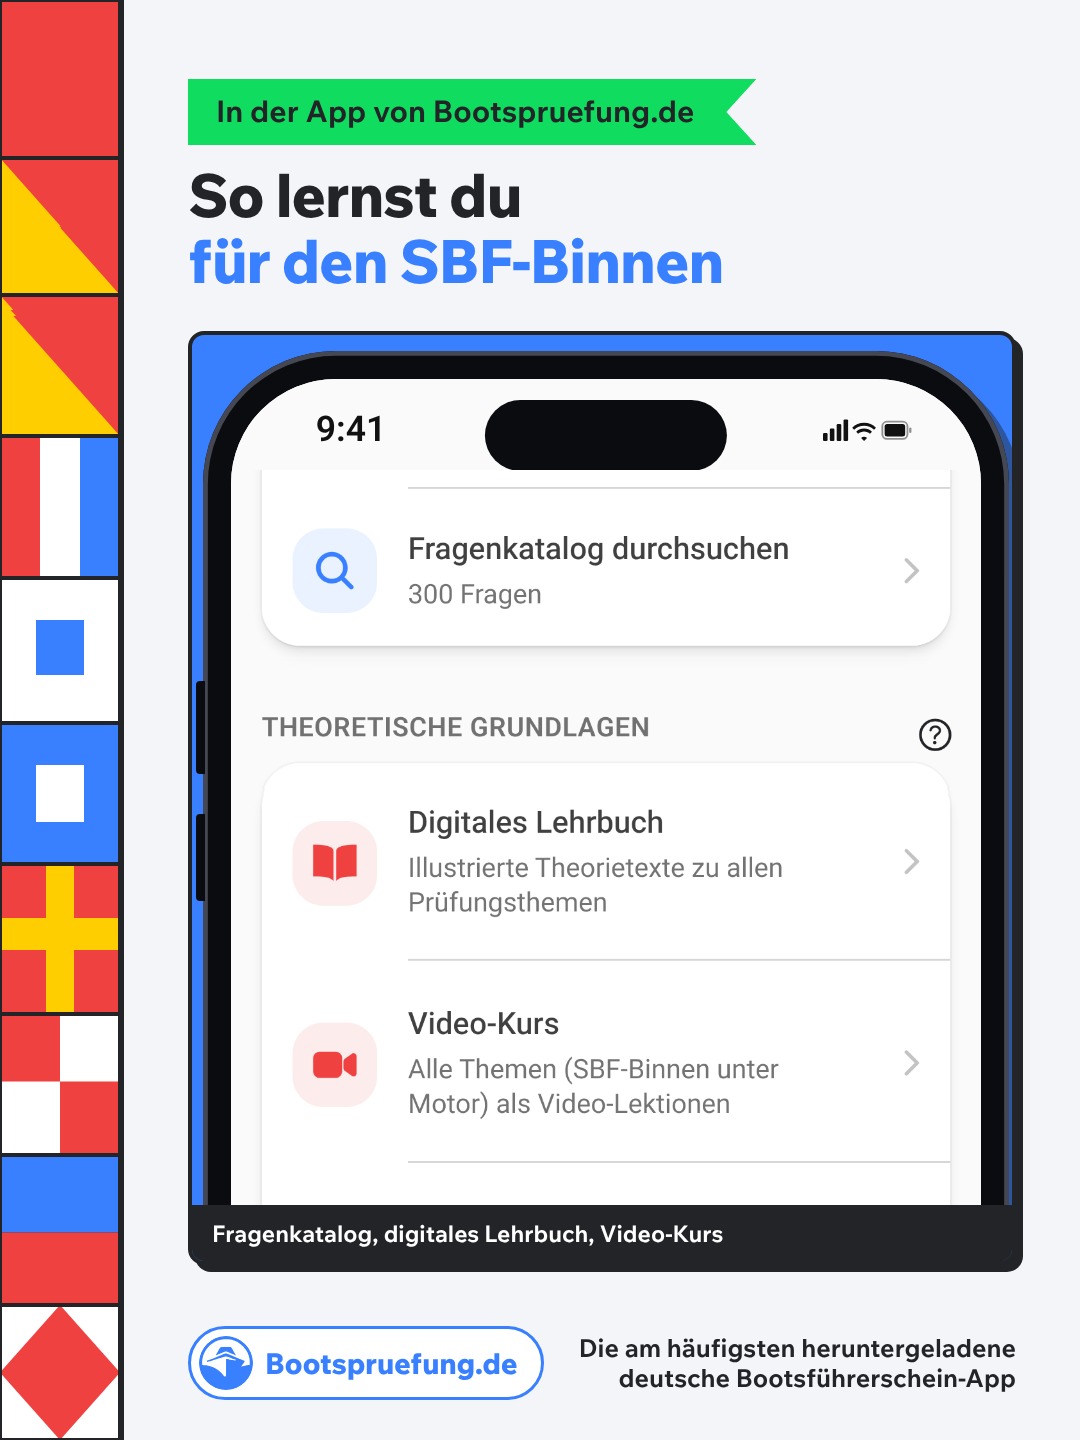 In der App von Bootspruefung.de
So lernst du
für den SBF-Binnen
9:41
Fragenkatalog durchsuchen
300 Fragen
THEORETISCHE GRUNDLAGEN
?
Digitales Lehrbuch
Illustrierte Theorietexte zu allen
Prüfungsthemen
Video-Kurs
Alle Themen (SBF-Binnen unter
Motor) als Video-Lektionen
Fragenkatalog, digitales Lehrbuch, Video-Kurs
Bootspruefung.de
Die am häufigsten heruntergeladene
deutsche Bootsführerschein-App